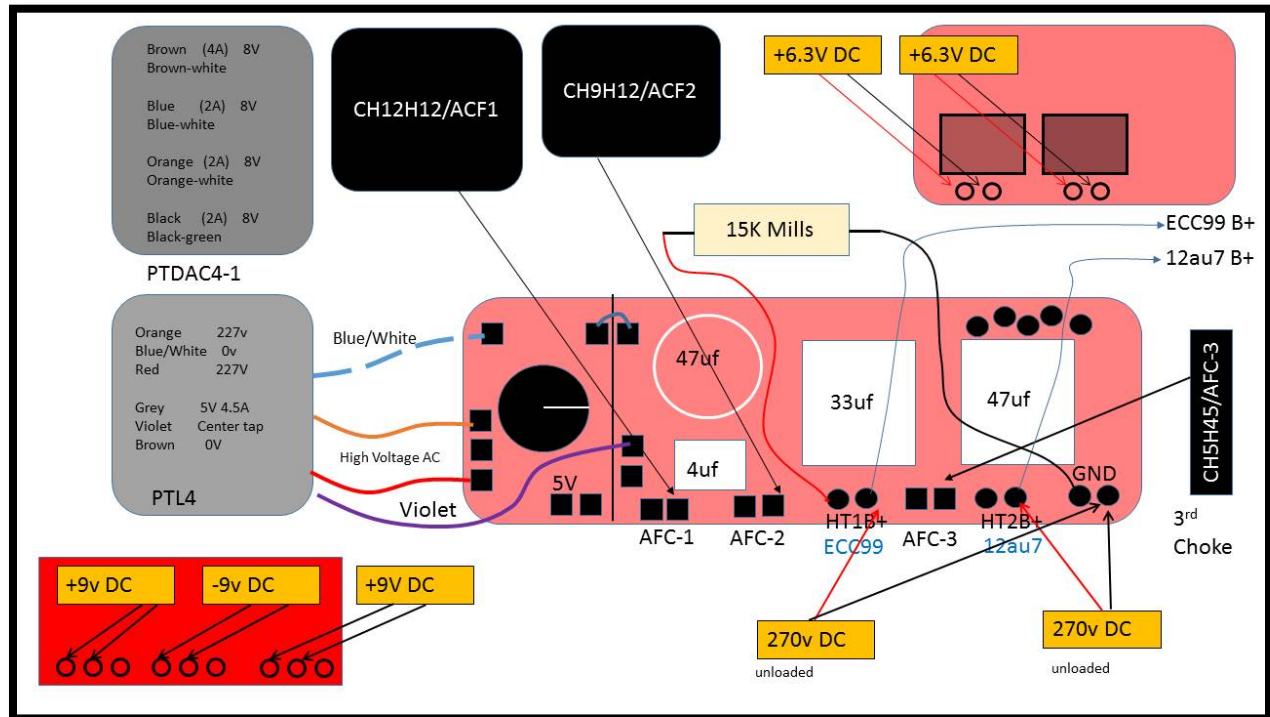 Brown (4A) 8V
Brown-white
Blue (2A) 8V
Blue-white
Orange (2A) 8V
Orange-white
Black (2A) 8V
Black-green
PTDAC4-1
CH12H12/ACF1
CH9H12/ACF2
+6.3V DC
+6.3V DC
15K Mills
ECC99 B+
12au7 B+
Orange 227v
Blue/White 0v
Red 227V
Grey 5V 4.5A
Violet Center tap
Brown 0V
PTL4
Blue/White
High Voltage AC
Violet
5V
47uf
4uf
33uf
47uf
GND
AFC-1
AFC-2
HT1B+
ECC99
AFC-3
HT2B+
12au7
CH5H45/AFC-3
3rd
Choke
+9v DC
-9v DC
+9V DC
270v DC
unloaded
270v DC
unloaded